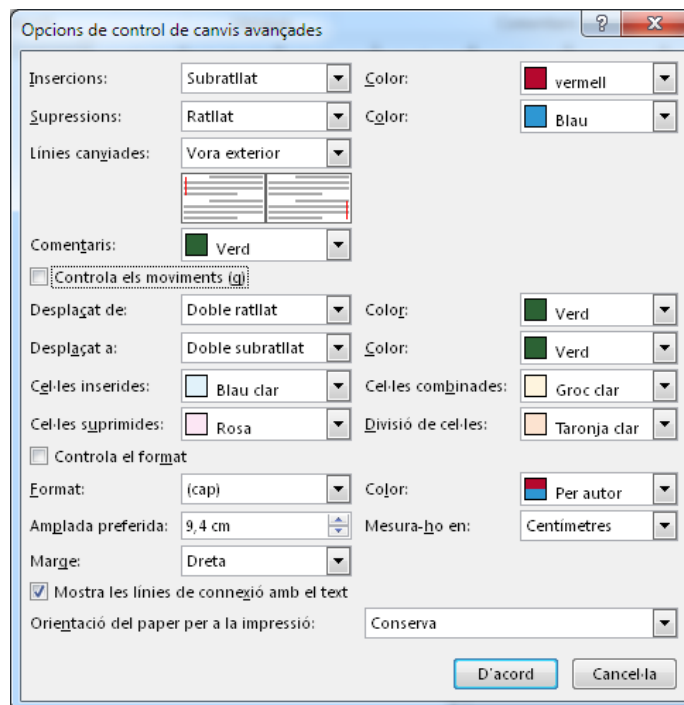 Opcions de control de canvis avançades
Insercions: Subratllat Color: vermell
Supressions: Ratllat Color: Blau
Línies canviades: Vora exterior
Comentaris: Verd
Controla els moviments (g)
Desplaçat de: Doble ratllat Color: Verd
Desplaçat a: Doble subratllat Color: Verd
Cel·les inserides: Blau clar Cel·les combinades: Groc clar
Cel·les suprimides: Rosa Divisió de cel·les: Taronja clar
Controla el format
Format: (cap) Color: Per autor
Amplada preferida: 9,4 cm Mesura-ho en: Centímetres
Marge: Dreta
Mostra les línies de connexió amb el text
Orientació del paper per a la impressió: Conserva
D'acord Cancel·la